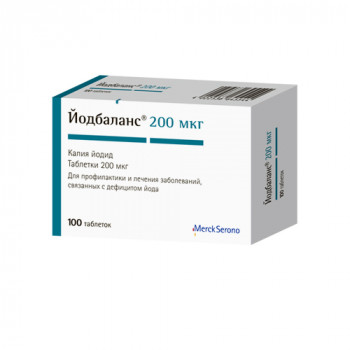 Йодбаланс® 200 мкг
Калия йодид
Таблетки 200 мкг
Для профилактики и лечения заболеваний,
связанных с дефицитом йода
100 таблеток
MerckSerono